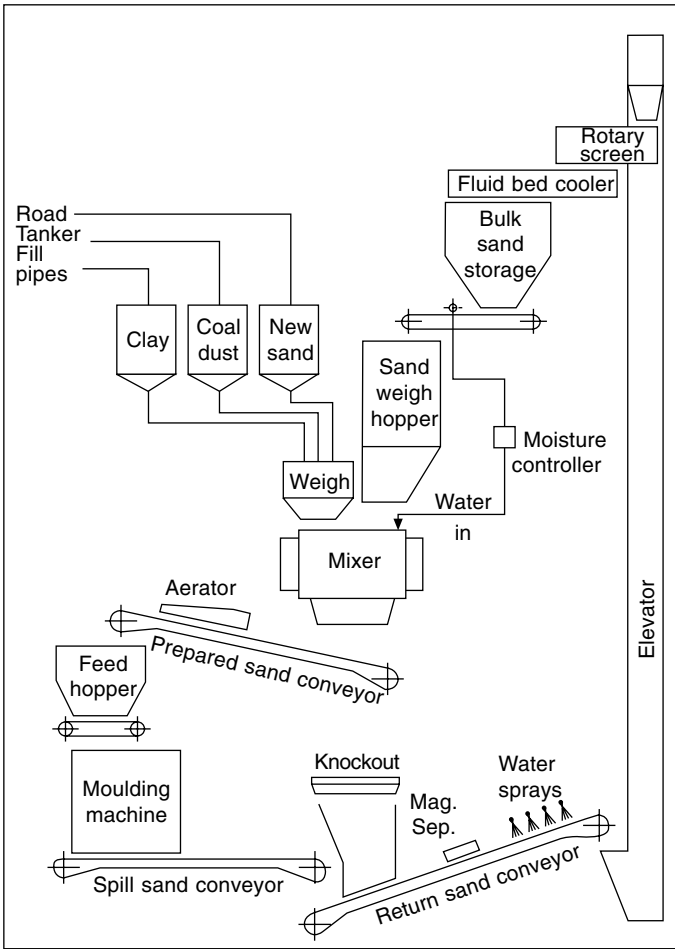 Rotary
screen
Fluid bed cooler
Bulk
sand
storage
Road
Tanker
Fill
pipes
Clay
Coal
dust
New
sand
Sand
weigh
hopper
Moisture
controller
Weigh
Water
in
Mixer
Elevator
Aerator
Prepared sand conveyor
Feed
hopper
Moulding
machine
Spill sand conveyor
Knockout
Mag.
Sep.
Water
sprays
Return sand conveyor